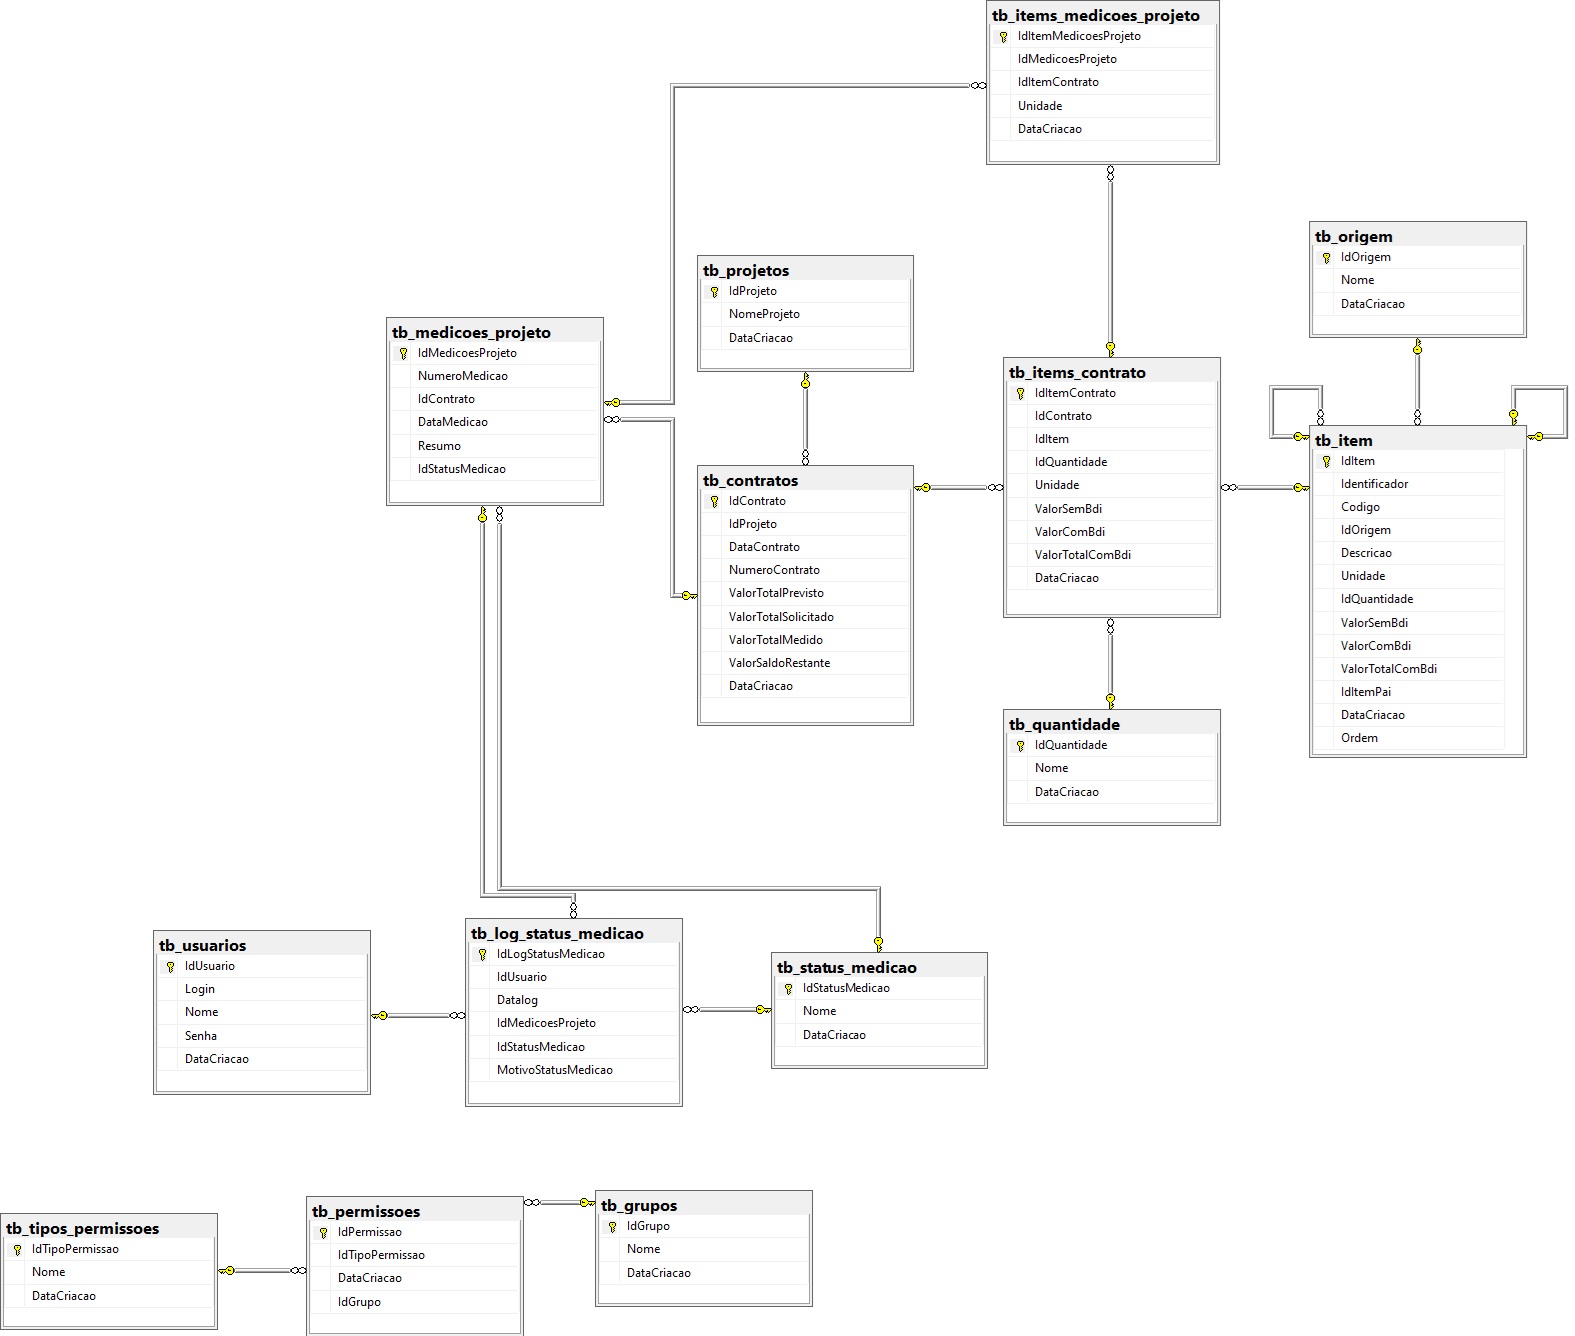 tb_items_medicoes_projeto
IdItemMedicoesProjeto
IdMedicoesProjeto
IdItemContrato
Unidade
DataCriacao
tb_origem
IdOrigem
Nome
DataCriacao
tb_projetos
IdProjeto
NomeProjeto
DataCriacao
tb_medicoes_projeto
IdMedicoesProjeto
NumeroMedicao
IdContrato
DataMedicao
Resumo
IdStatusMedicao
tb_items_contrato
IdItemContrato
IdContrato
IdItem
IdQuantidade
Unidade
ValorSemBdi
ValorComBdi
ValorTotalComBdi
DataCriacao
tb_item
IdItem
Identificador
Codigo
IdOrigem
Descricao
Unidade
IdQuantidade
ValorSemBdi
ValorComBdi
ValorTotalComBdi
IdItemPai
DataCriacao
Ordem
tb_contratos
IdContrato
IdProjeto
DataContrato
NumeroContrato
ValorTotalPrevisto
ValorTotalSolicitado
ValorTotalMedido
ValorSaldoRestante
DataCriacao
tb_quantidade
IdQuantidade
Nome
DataCriacao
tb_usuarios
IdUsuario
Login
Nome
Senha
DataCriacao
tb_log_status_medicao
IdLogStatusMedicao
IdUsuario
Datalog
IdMedicoesProjeto
IdStatusMedicao
MotivoStatusMedicao
tb_status_medicao
IdStatusMedicao
Nome
DataCriacao
tb_tipos_permissoes
IdTipoPermissao
Nome
DataCriacao
tb_permissoes
IdPermissao
IdTipoPermissao
DataCriacao
IdGrupo
tb_grupos
IdGrupo
Nome
DataCriacao